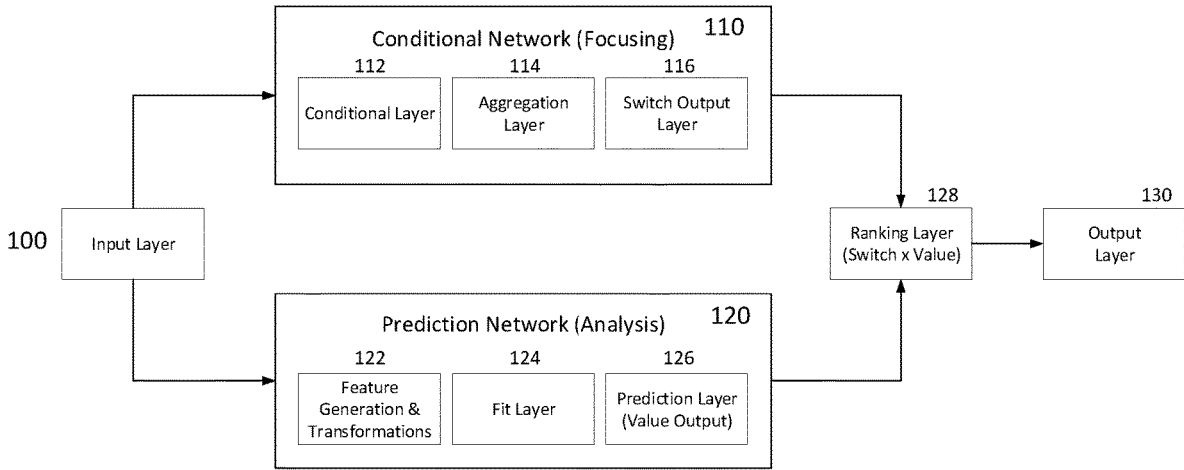 Conditional Network (Focusing)
110
112
114
116
Conditional Layer
Aggregation
Layer
Switch Output
Layer
100
Input Layer
128
Ranking Layer
(Switch x Value)
130
Output
Layer
Prediction Network (Analysis)
120
122
124
126
Feature
Generation &
Transformations
Fit Layer
Prediction Layer
(Value Output)